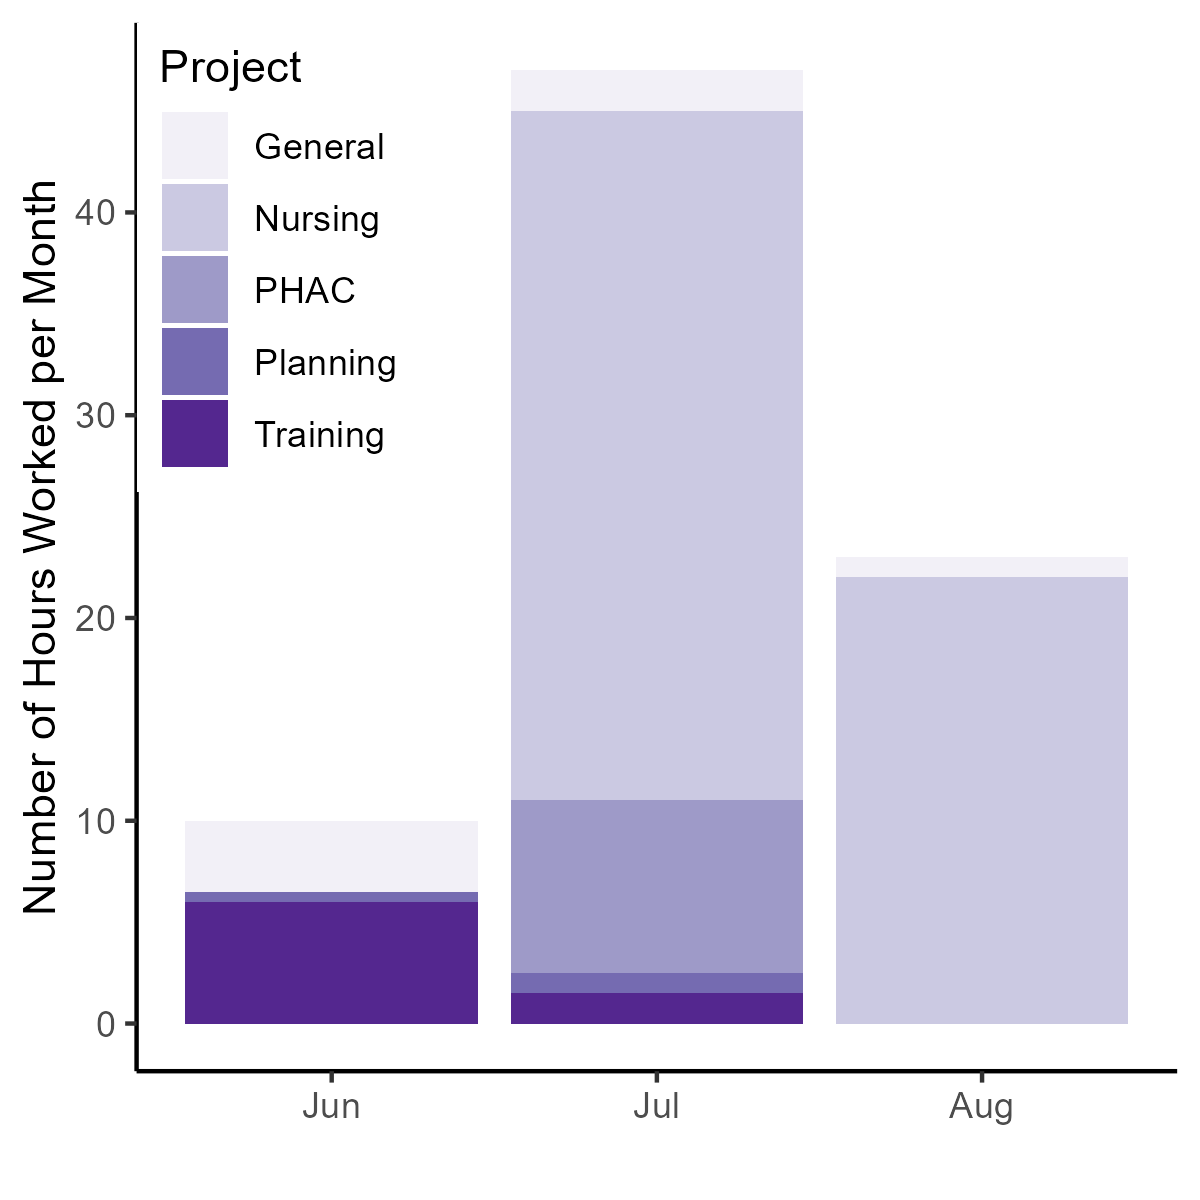 Project
General
Nursing
PHAC
Planning
Training
Number of Hours Worked per Month
40
30
20
10
0
Jun
Jul
Aug